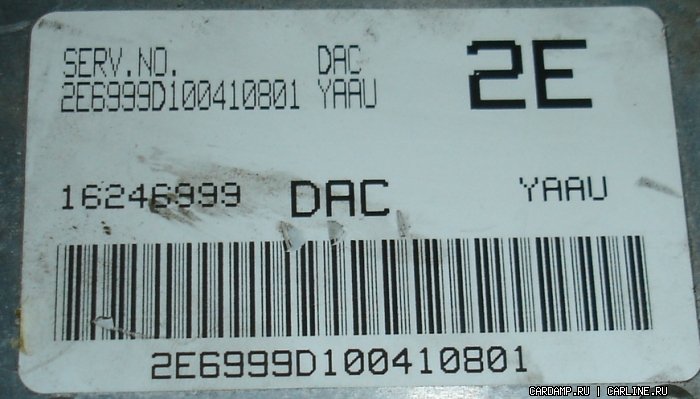 SERV.NO. DAC 2E
2E6999D100410801 YAAU
16246999 DAC YAAU
2E6999D100410801
CARDAMP.RU | CARLINE.RU